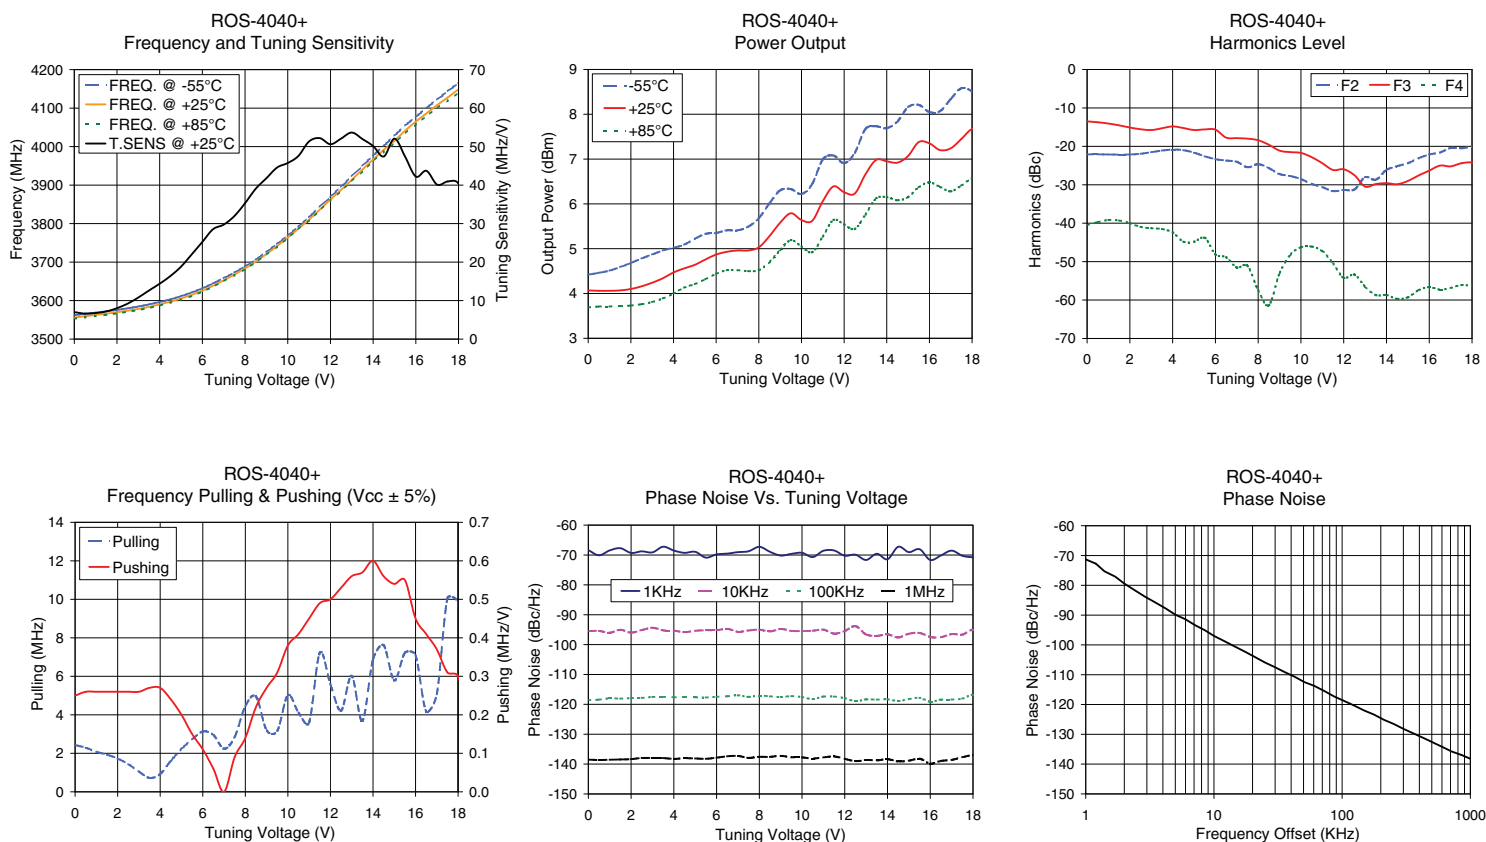 ROS-4040+
Frequency and Tuning Sensitivity
4200
4100
4000
3900
3800
3700
3600
3500
Frequency (MHz)
FREQ. @ -55°C
FREQ. @ +25°C
FREQ. @ +85°C
T.SENS @ +25°C
70
60
50
40
30
20
10
0
Tuning Sensitivity (MHz/V)
0 2 4 6 8 10 12 14 16 18
Tuning Voltage (V)
ROS-4040+
Power Output
9
8
7
6
5
4
3
Output Power (dBm)
-55°C
+25°C
+85°C
0 2 4 6 8 10 12 14 16 18
Tuning Voltage (V)
ROS-4040+
Harmonics Level
0
-10
-20
-30
-40
-50
-60
-70
Harmonics (dBc)
F2 F3 F4
0 2 4 6 8 10 12 14 16 18
Tuning Voltage (V)
ROS-4040+
Frequency Pulling & Pushing (Vcc ± 5%)
14
12
10
8
6
4
2
0
Pulling (MHz)
Pulling
Pushing
0.7
0.6
0.5
0.4
0.3
0.2
0.1
0.0
Pushing (MHz/V)
0 2 4 6 8 10 12 14 16 18
Tuning Voltage (V)
ROS-4040+
Phase Noise Vs. Tuning Voltage
-60
-70
-80
-90
-100
-110
-120
-130
-140
-150
Phase Noise (dBc/Hz)
1KHz 10KHz 100KHz 1MHz
0 2 4 6 8 10 12 14 16 18
Tuning Voltage (V)
ROS-4040+
Phase Noise
-60
-70
-80
-90
-100
-110
-120
-130
-140
-150
Phase Noise (dBc/Hz)
1 10 100 1000
Frequency Offset (KHz)